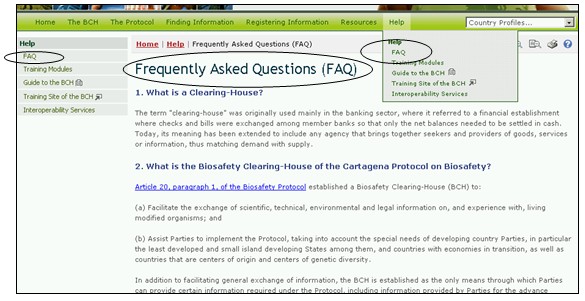 Home The BCH The Protocol Finding Information Registering Information Resources Help Country Profiles...
Help
FAQ
Training Modules
Guide to the BCH
Training Site of the BCH
Interoperability Services
Home | Help | Frequently Asked Questions (FAQ)
Help
FAQ
Training Modules
Guide to the BCH
Training Site of the BCH
Interoperability Services
Frequently Asked Questions (FAQ)
1. What is a Clearing-House?
The term "clearing-house" was originally used mainly in the banking sector, where it referred to a financial establishment
where checks and bills were exchanged among member banks so that only the net balances needed to be settled in cash.
Today, its meaning has been extended to include any agency that brings together seekers and providers of goods, services
or information, thus matching demand with supply.
2. What is the Biosafety Clearing-House of the Cartagena Protocol on Biosafety?
Article 20, paragraph 1, of the Biosafety Protocol established a Biosafety Clearing-House (BCH) to:
(a) Facilitate the exchange of scientific, technical, environmental and legal information on, and experience with, living
modified organisms; and
(b) Assist Parties to implement the Protocol, taking into account the special needs of developing country Parties, in particular
the least developed and small island developing States among them, and countries with economies in transition, as well as
countries that are centers of origin and centers of genetic diversity.
In addition to facilitating general exchange of information, the BCH is established as the only means through which Parties
can provide certain information required under the Protocol, including information provided by Parties for the advance